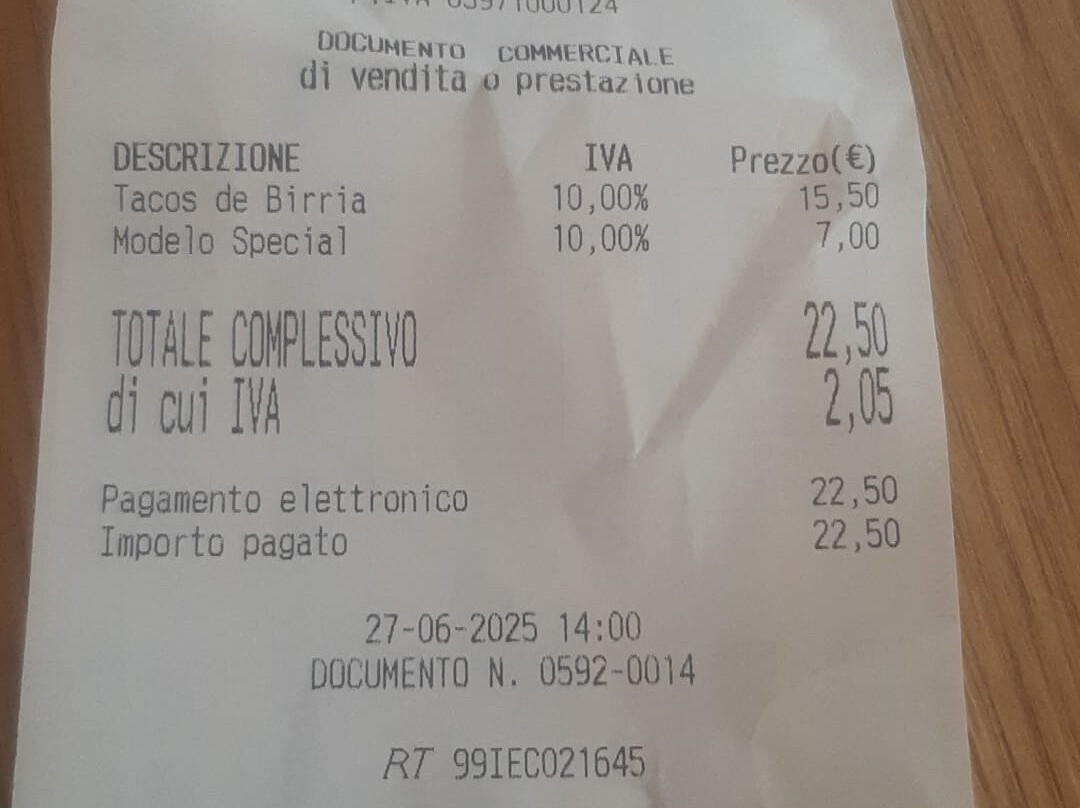 DOCUMENTO COMMERCIALE
di vendita o prestazione
DESCRIZIONE IVA Prezzo(€)
Tacos de Birria 10,00% 15,50
Modelo Special 10,00% 7,00
TOTALE COMPLESSIVO 22,50
di cui IVA 2,05
Pagamento elettronico 22,50
Importo pagato 22,50
27-06-2025 14:00
DOCUMENTO N. 0592-0014
RT 99IEC021645